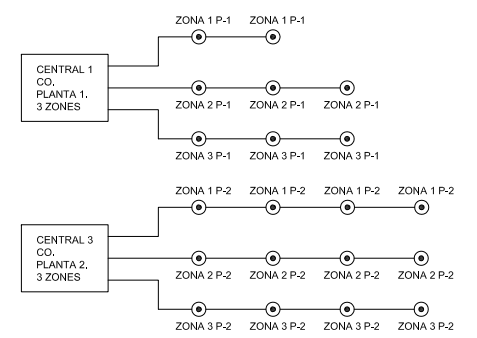 ZONA 1 P-1 ZONA 1 P-1
CENTRAL 1
CO.
PLANTA 1.
3 ZONES
ZONA 2 P-1 ZONA 2 P-1 ZONA 2 P-1
ZONA 3 P-1 ZONA 3 P-1 ZONA 3 P-1
ZONA 1 P-2 ZONA 1 P-2 ZONA 1 P-2 ZONA 1 P-2
CENTRAL 3
CO.
PLANTA 2.
3 ZONES
ZONA 2 P-2 ZONA 2 P-2 ZONA 2 P-2 ZONA 2 P-2
ZONA 3 P-2 ZONA 3 P-2 ZONA 3 P-2 ZONA 3 P-2